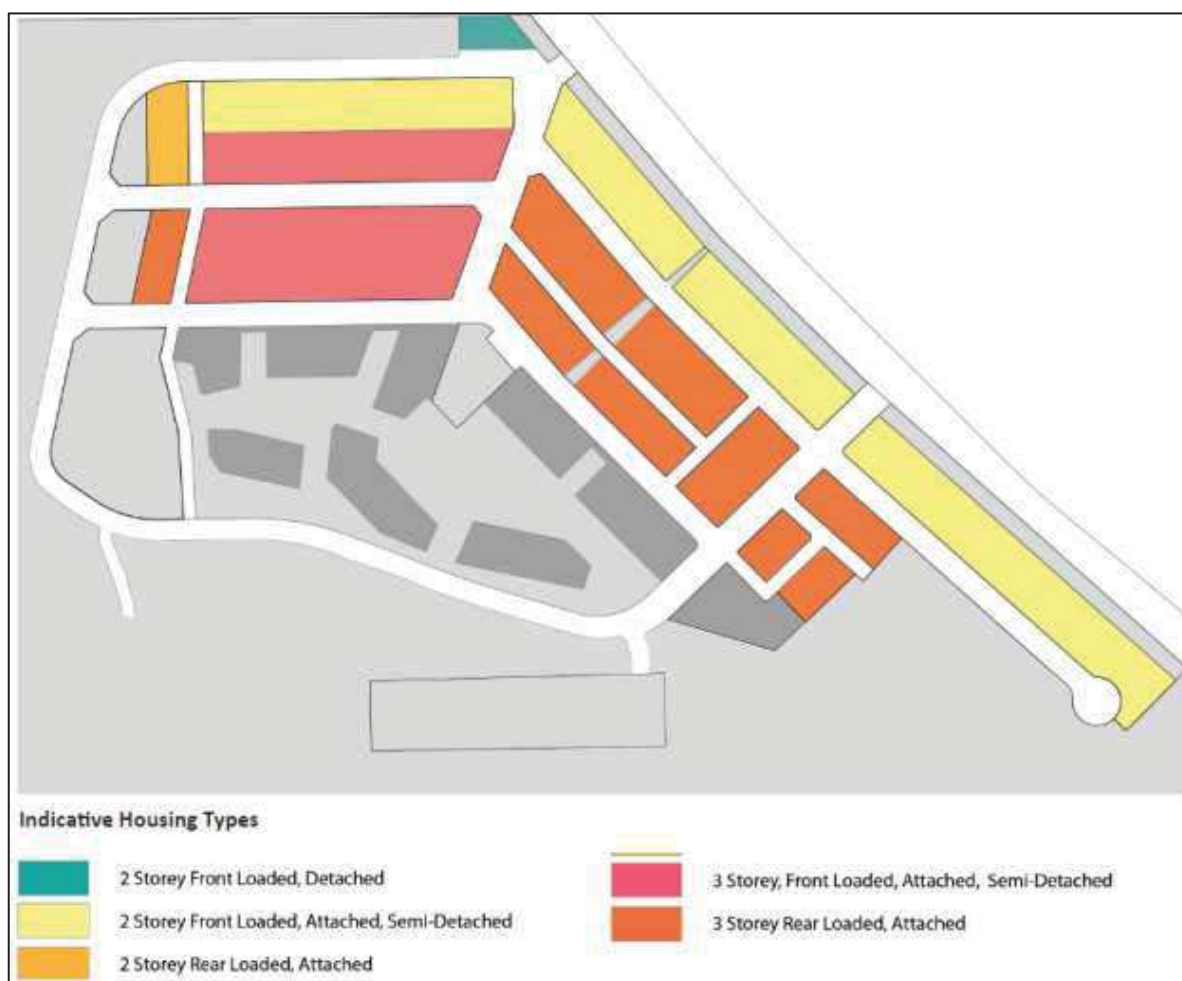 Indicative Housing Types
2 Storey Front Loaded, Detached
2 Storey Front Loaded, Attached, Semi-Detached
2 Storey Rear Loaded, Attached
3 Storey, Front Loaded, Attached, Semi-Detached
3 Storey Rear Loaded, Attached